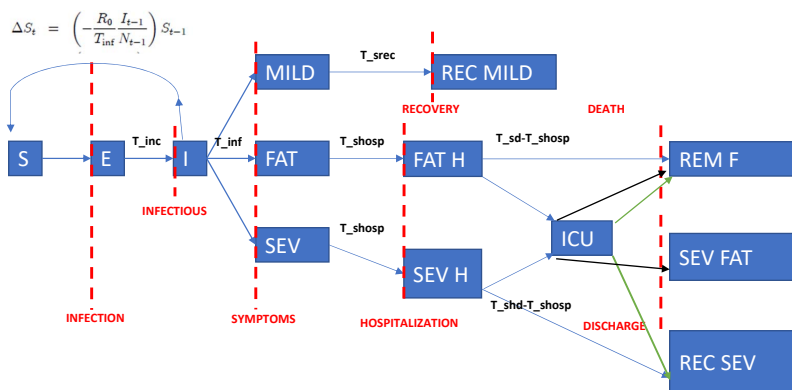 ΔS_t = ( - R_0/T_inf I_{t-1}/N_{t-1} ) S_{t-1}
T_srec
MILD
REC MILD
RECOVERY
DEATH
T_inc
T_inf
T_shosp
T_sd-T_shosp
S
E
I
FAT
FAT H
REM F
INFECTIOUS
T_shosp
SEV
ICU
SEV FAT
SEV H
T_shd-T_shosp
INFECTION
SYMPTOMS
HOSPITALIZATION
DISCHARGE
REC SEV